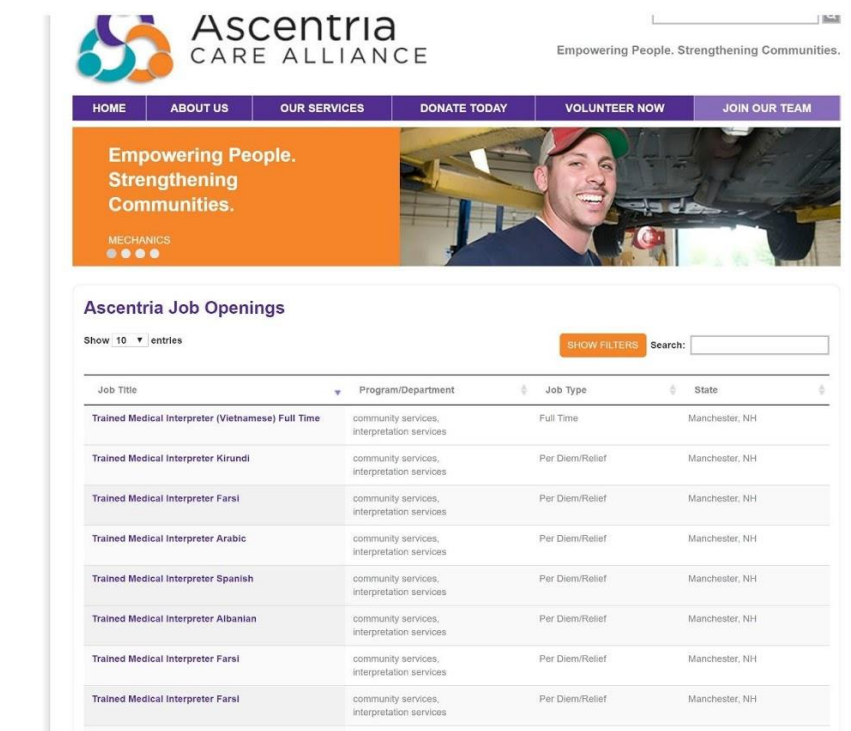 Ascentria
CARE ALLIANCE
Empowering People. Strengthening Communities.
HOME ABOUT US OUR SERVICES DONATE TODAY VOLUNTEER NOW JOIN OUR TEAM
Empowering People.
Strengthening
Communities.
MECHANICS
Ascentria Job Openings
Show 10 entries
SHOW FILTERS Search:
Job Title Program/Department Job Type State
Trained Medical Interpreter (Vietnamese) Full Time community services, Full Time Manchester, NH
interpretation services
Trained Medical Interpreter Kirundi community services, Per Diem/Relief Manchester, NH
interpretation services
Trained Medical Interpreter Farsi community services, Per Diem/Relief Manchester, NH
interpretation services
Trained Medical Interpreter Arabic community services, Per Diem/Relief Manchester, NH
interpretation services
Trained Medical Interpreter Spanish community services, Per Diem/Relief Manchester, NH
interpretation services
Trained Medical Interpreter Albanian community services, Per Diem/Relief Manchester, NH
interpretation services
Trained Medical Interpreter Farsi community services, Per Diem/Relief Manchester, NH
interpretation services
Trained Medical Interpreter Farsi community services, Per Diem/Relief Manchester, NH
interpretation services